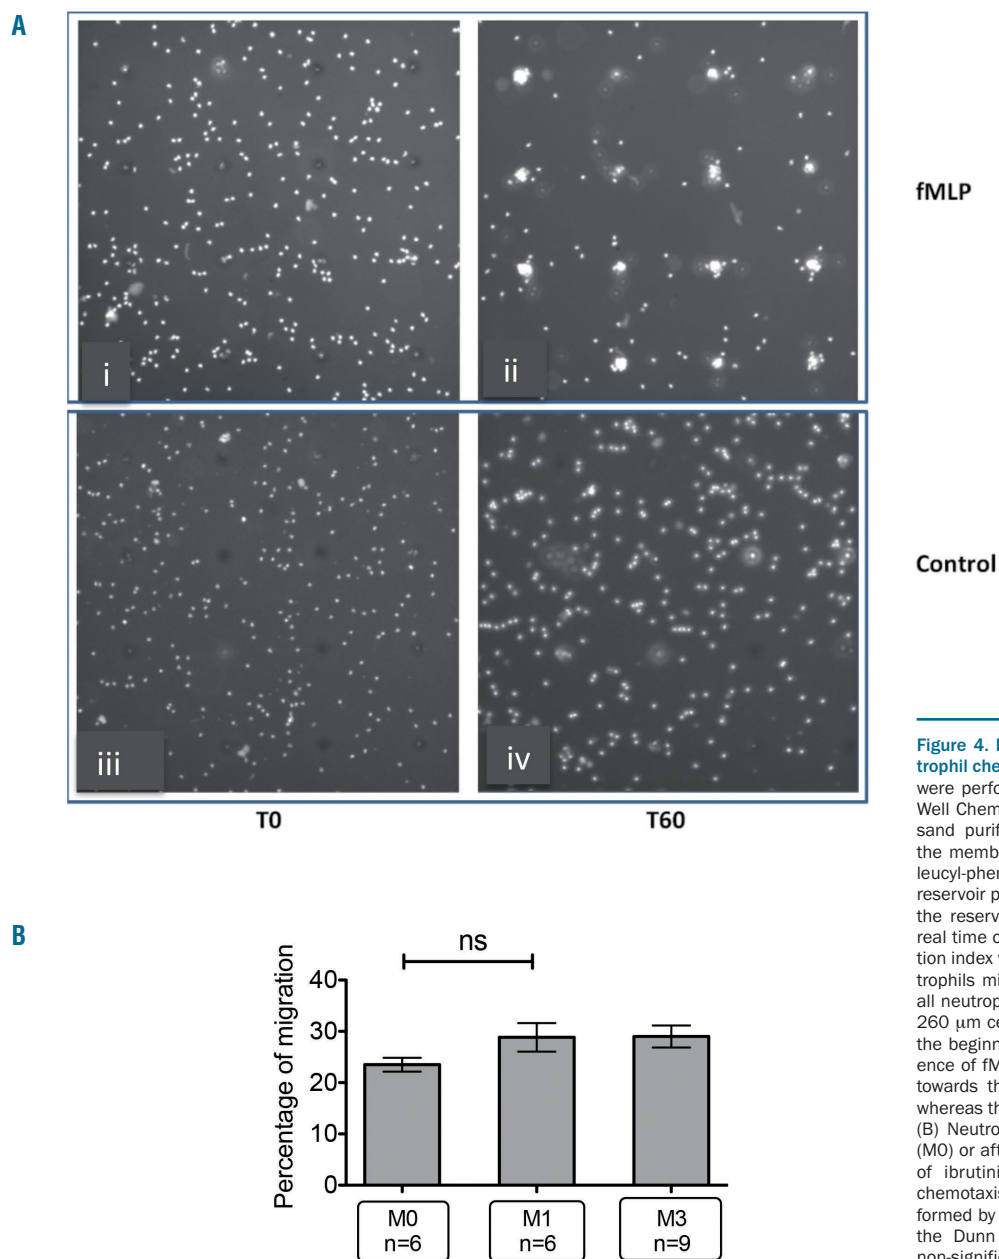 A
fMLP
i
ii
Control
iii
iv
T0
T60
Figure 4.
trophil che
were perfo
Well Chem
sand purif
the memb
leucyl-pher
reservoir p
the reserv
real time o
tion index
trophils mi
all neutrop
260 μm ce
the beginn
ence of fM
towards th
whereas th
(B) Neutro
(M0) or aft
of ibrutini
chemotaxis
formed by
the Dunn
non-signifi
B
ns
Percentage of migration
40
30
20
10
0
M0
n=6
M1
n=6
M3
n=9